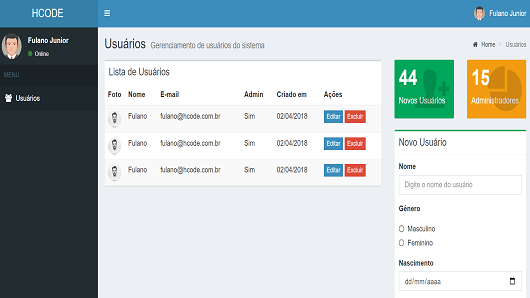 HCODE
Fulano Junior
Fulano Junior
Online
MENU
Usuários
Usuários Gerenciamento de usuários do sistema
Home > Usuários
Lista de Usuários
Foto Nome E-mail Admin Criado em Ações
Fulano fulano@hcode.com.br Sim 02/04/2018 Editar Excluir
Fulano fulano@hcode.com.br Sim 02/04/2018 Editar Excluir
Fulano fulano@hcode.com.br Sim 02/04/2018 Editar Excluir
44
Novos Usuários
15
Administradores
Novo Usuário
Nome
Digite o nome do usuário
Gênero
Masculino
Feminino
Nascimento
dd/mm/aaaa